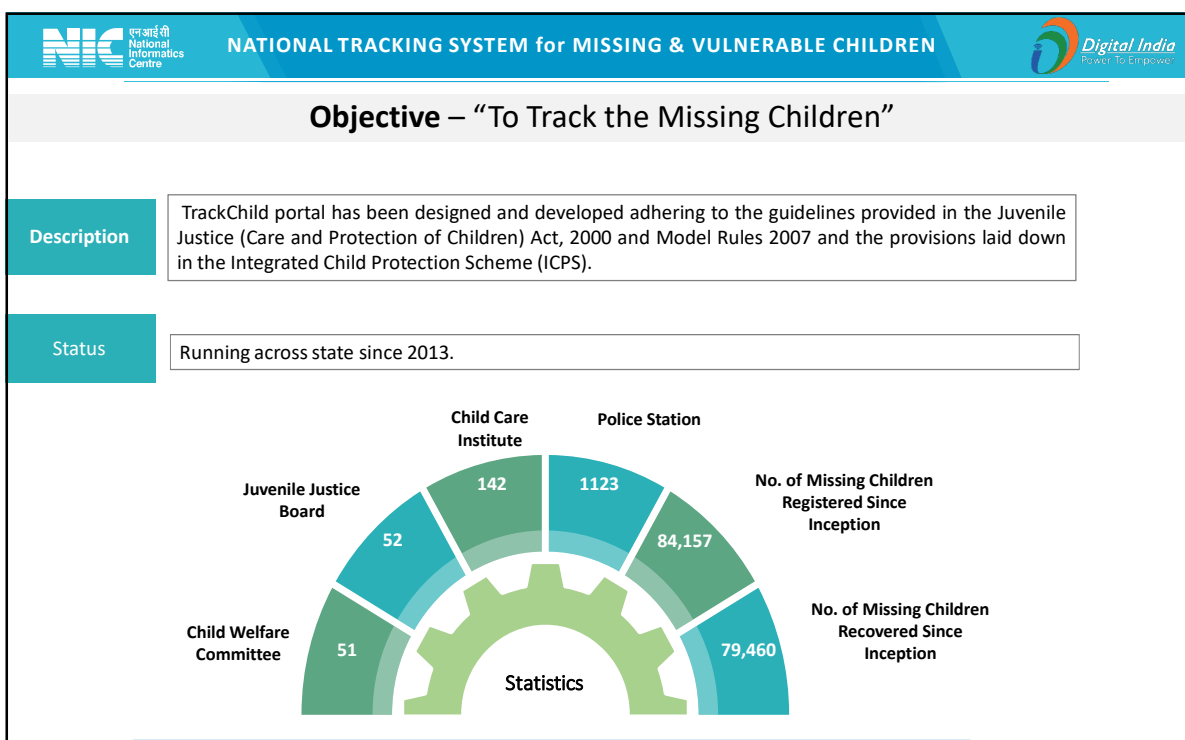 NIC
एनआईसी
National
Informatics
Centre
NATIONAL TRACKING SYSTEM for MISSING & VULNERABLE CHILDREN
Digital India
Power To Empower
Objective – “To Track the Missing Children”
Description
TrackChild portal has been designed and developed adhering to the guidelines provided in the Juvenile
Justice (Care and Protection of Children) Act, 2000 and Model Rules 2007 and the provisions laid down
in the Integrated Child Protection Scheme (ICPS).
Status
Running across state since 2013.
Child Care
Institute
Police Station
Juvenile Justice
Board
142
1123
No. of Missing Children
Registered Since
Inception
52
84,157
Child Welfare
Committee
51
79,460
No. of Missing Children
Recovered Since
Inception
Statistics